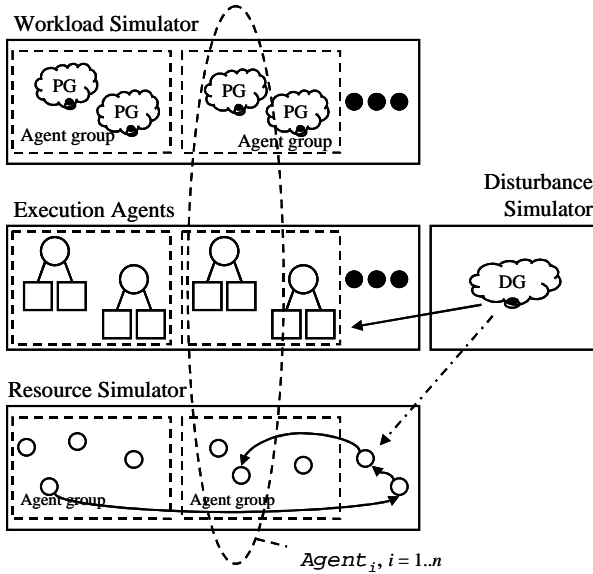 Workload Simulator
PG
PG
Agent group
PG
PG
Agent group
Execution Agents
Disturbance
Simulator
DG
Resource Simulator
Agent group
Agent group
Agent_i, i = 1..n